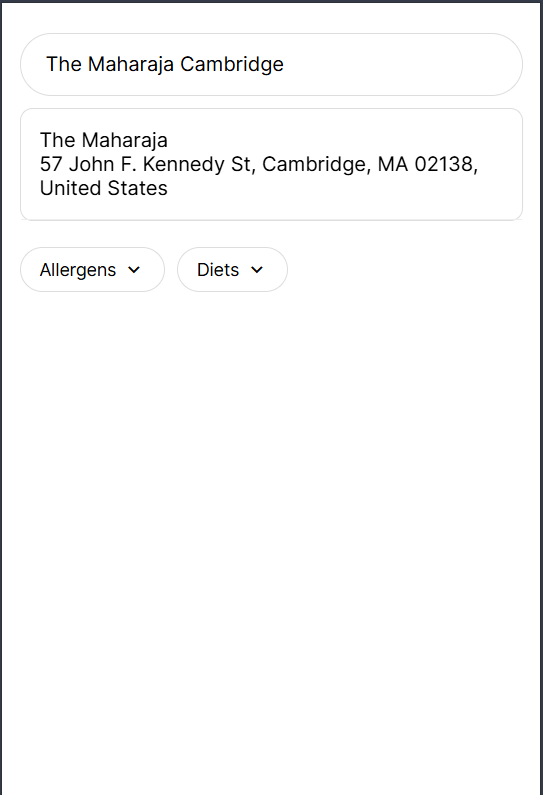 The Maharaja Cambridge
The Maharaja
57 John F. Kennedy St, Cambridge, MA 02138,
United States
Allergens
Diets